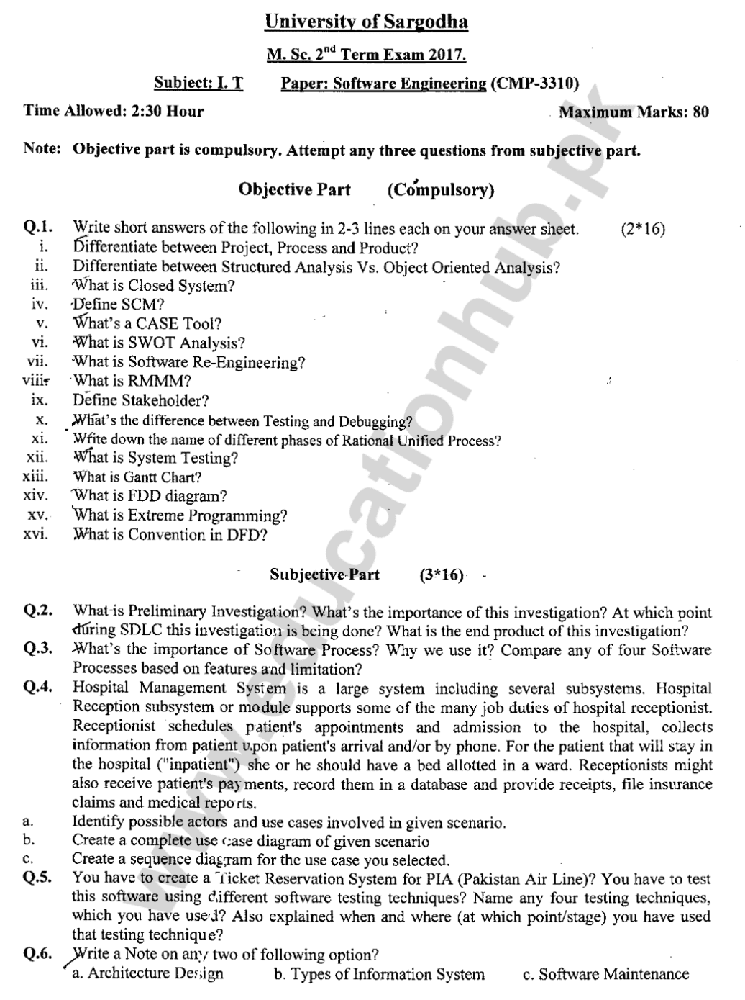 University of Sargodha
M. Sc. 2nd Term Exam 2017.
Subject: I. T Paper: Software Engineering (CMP-3310)
Time Allowed: 2:30 Hour Maximum Marks: 80
Note: Objective part is compulsory. Attempt any three questions from subjective part.
Objective Part (Compulsory)
Q.1. Write short answers of the following in 2-3 lines each on your answer sheet. (2*16)
i. Differentiate between Project, Process and Product?
ii. Differentiate between Structured Analysis Vs. Object Oriented Analysis?
iii. What is Closed System?
iv. Define SCM?
v. What's a CASE Tool?
vi. What is SWOT Analysis?
vii. What is Software Re-Engineering?
viii. What is RMMM?
ix. Define Stakeholder?
x. What's the difference between Testing and Debugging?
xi. Write down the name of different phases of Rational Unified Process?
xii. What is System Testing?
xiii. What is Gantt Chart?
xiv. What is FDD diagram?
xv. What is Extreme Programming?
xvi. What is Convention in DFD?
Subjective Part (3*16)
Q.2. What is Preliminary Investigation? What's the importance of this investigation? At which point
during SDLC this investigation is being done? What is the end product of this investigation?
Q.3. What's the importance of Software Process? Why we use it? Compare any of four Software
Processes based on features and limitation?
Q.4. Hospital Management System is a large system including several subsystems. Hospital
Reception subsystem or module supports some of the many job duties of hospital receptionist.
Receptionist schedules patient's appointments and admission to the hospital, collects
information from patient upon patient's arrival and/or by phone. For the patient that will stay in
the hospital ("inpatient") she or he should have a bed allotted in a ward. Receptionists might
also receive patient's payments, record them in a database and provide receipts, file insurance
claims and medical reports.
a. Identify possible actors and use cases involved in given scenario.
b. Create a complete use case diagram of given scenario
c. Create a sequence diagram for the use case you selected.
Q.5. You have to create a Ticket Reservation System for PIA (Pakistan Air Line)? You have to test
this software using different software testing techniques? Name any four testing techniques,
which you have used? Also explained when and where (at which point/stage) you have used
that testing technique?
Q.6. Write a Note on any two of following option?
a. Architecture Design b. Types of Information System c. Software Maintenance
www.educationhub.pk